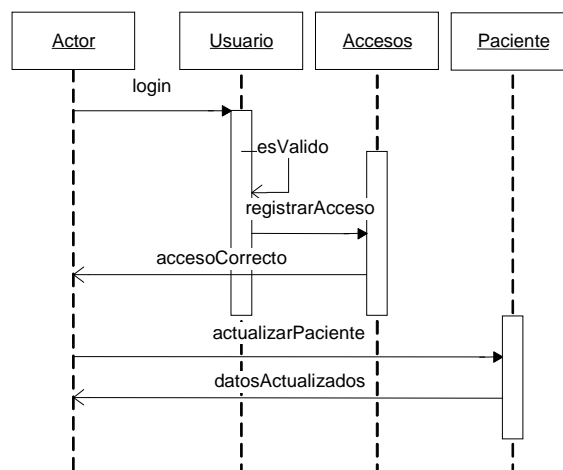 Actor
Usuario
Accesos
Paciente
login
esValido
registrarAcceso
accesoCorrecto
actualizarPaciente
datosActualizados